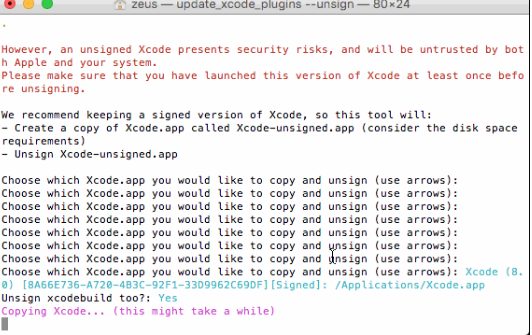 zeus — update_xcode_plugins --unsign — 80×24
.
However, an unsigned Xcode presents security risks, and will be untrusted by bot
h Apple and your system.
Please make sure that you have launched this version of Xcode at least once befo
re unsigning.
We recommend keeping a signed version of Xcode, so this tool will:
- Create a copy of Xcode.app called Xcode-unsigned.app (consider the disk space
requirements)
- Unsign Xcode-unsigned.app
Choose which Xcode.app you would like to copy and unsign (use arrows):
Choose which Xcode.app you would like to copy and unsign (use arrows):
Choose which Xcode.app you would like to copy and unsign (use arrows):
Choose which Xcode.app you would like to copy and unsign (use arrows):
Choose which Xcode.app you would like to copy and unsign (use arrows):
Choose which Xcode.app you would like to copy and unsign (use arrows):
Choose which Xcode.app you would like to copy and unsign (use arrows):
Choose which Xcode.app you would like to copy and unsign (use arrows): Xcode (8.
0) [8A66E736-A720-4B3C-92F1-33D9962C69DF][Signed]: /Applications/Xcode.app
Unsign xcodebuild too?: Yes
Copying Xcode... (this might take a while)